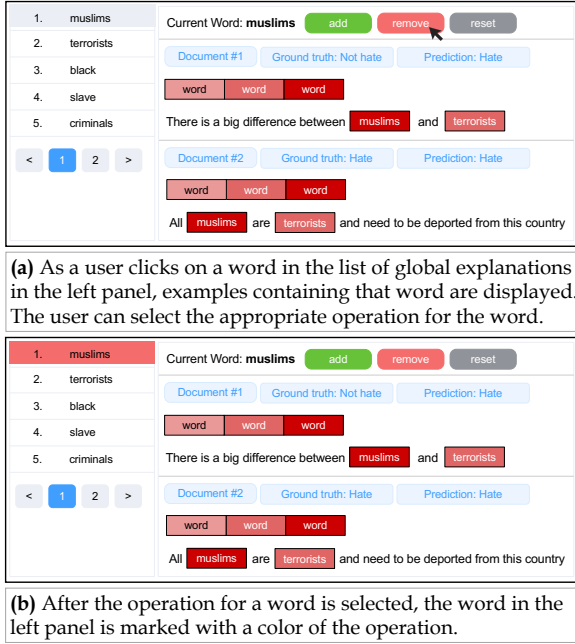 1. muslims
2. terrorists
3. black
4. slave
5. criminals
< 1 2 >
Current Word: muslims add remove reset
Document #1 Ground truth: Not hate Prediction: Hate
word word word
There is a big difference between muslims and terrorists
Document #2 Ground truth: Hate Prediction: Hate
word word word
All muslims are terrorists and need to be deported from this country
(a) As a user clicks on a word in the list of global explanations
in the left panel, examples containing that word are displayed.
The user can select the appropriate operation for the word.
1. muslims
2. terrorists
3. black
4. slave
5. criminals
< 1 2 >
Current Word: muslims add remove reset
Document #1 Ground truth: Not hate Prediction: Hate
word word word
There is a big difference between muslims and terrorists
Document #2 Ground truth: Hate Prediction: Hate
word word word
All muslims are terrorists and need to be deported from this country
(b) After the operation for a word is selected, the word in the
left panel is marked with a color of the operation.